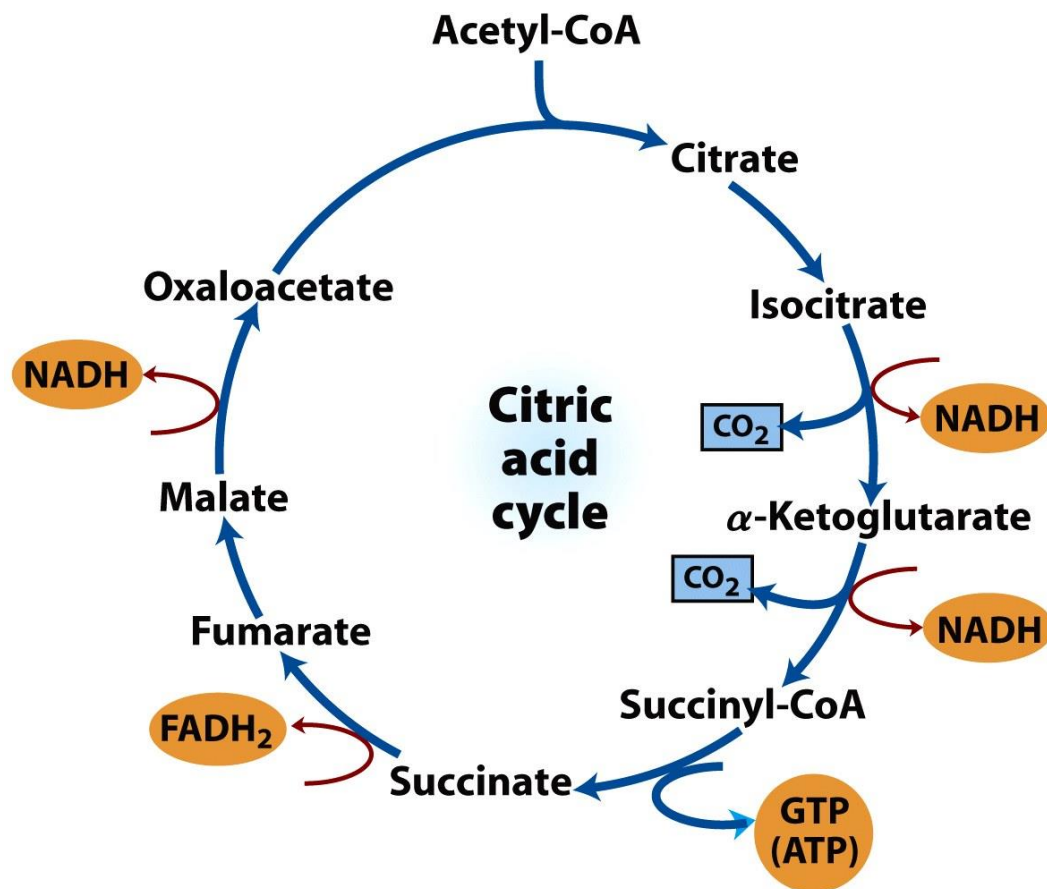 Acetyl-CoA
Citrate
Oxaloacetate
Isocitrate
NADH
Citric
acid
cycle
CO₂
NADH
Malate
α-Ketoglutarate
CO₂
NADH
Fumarate
Succinyl-CoA
FADH₂
Succinate
GTP
(ATP)